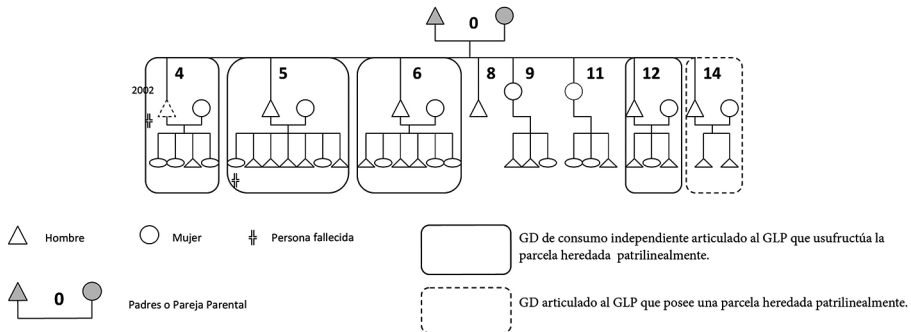 0
4 5 6 8 9 11 12 14
2002
Hombre
Mujer
Persona fallecida
GD de consumo independiente articulado al GLP que usufructúa la
parcela heredada patrilinealmente.
0
Padres o Pareja Parental
GD articulado al GLP que posee una parcela heredada patrilinealmente.